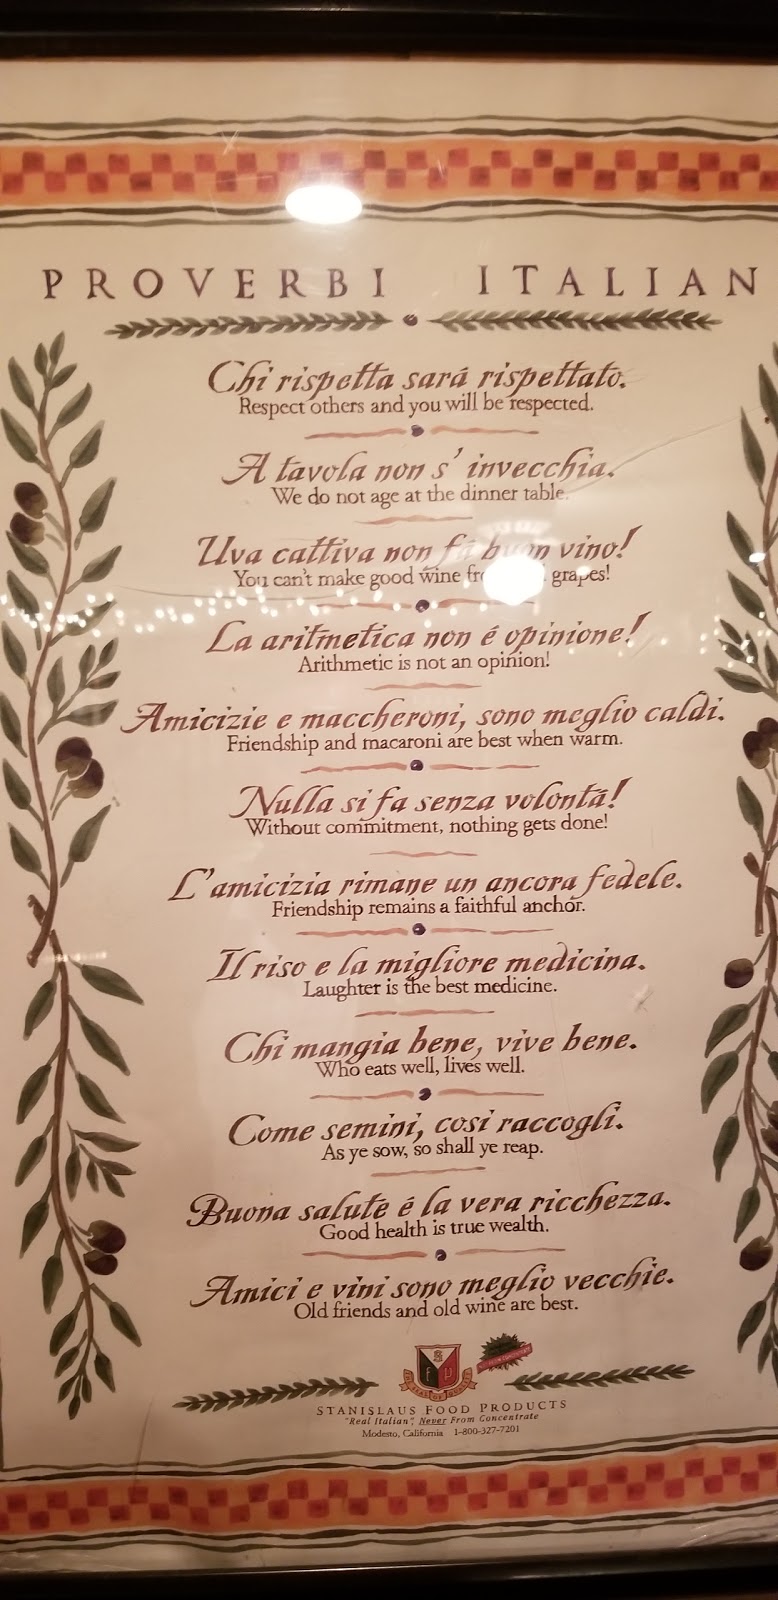 PROVERBI ITALIAN
Chi rispetta sará rispettato.
Respect others and you will be respected.
A tavola non s' invecchia.
We do not age at the dinner table.
Uva cattiva non fá buon vino!
You can't make good wine grapes!
La aritmetica non é opinione!
Arithmetic is not an opinion!
Amicizie e maccheroni, sono meglio caldi.
Friendship and macaroni are best when warm.
Nulla si fa senza volontá!
Without commitment, nothing gets done!
L'amicizia rimane un ancora fedele.
Friendship remains a faithful anchor.
Il riso e la migliore medicina.
Laughter is the best medicine.
Chi mangia bene, vive bene.
Who eats well, lives well.
Come semini, cosi raccogli.
As ye sow, so shall ye reap.
Buona saluté é la vera ricchezza.
Good health is true wealth.
Amici e vini sono meglio vecchie.
Old friends and old wine are best.
STANISLAUS FOOD PRODUCTS
"Real Italian", Never From Concentrate
Modesto, California 1-800-327-7201